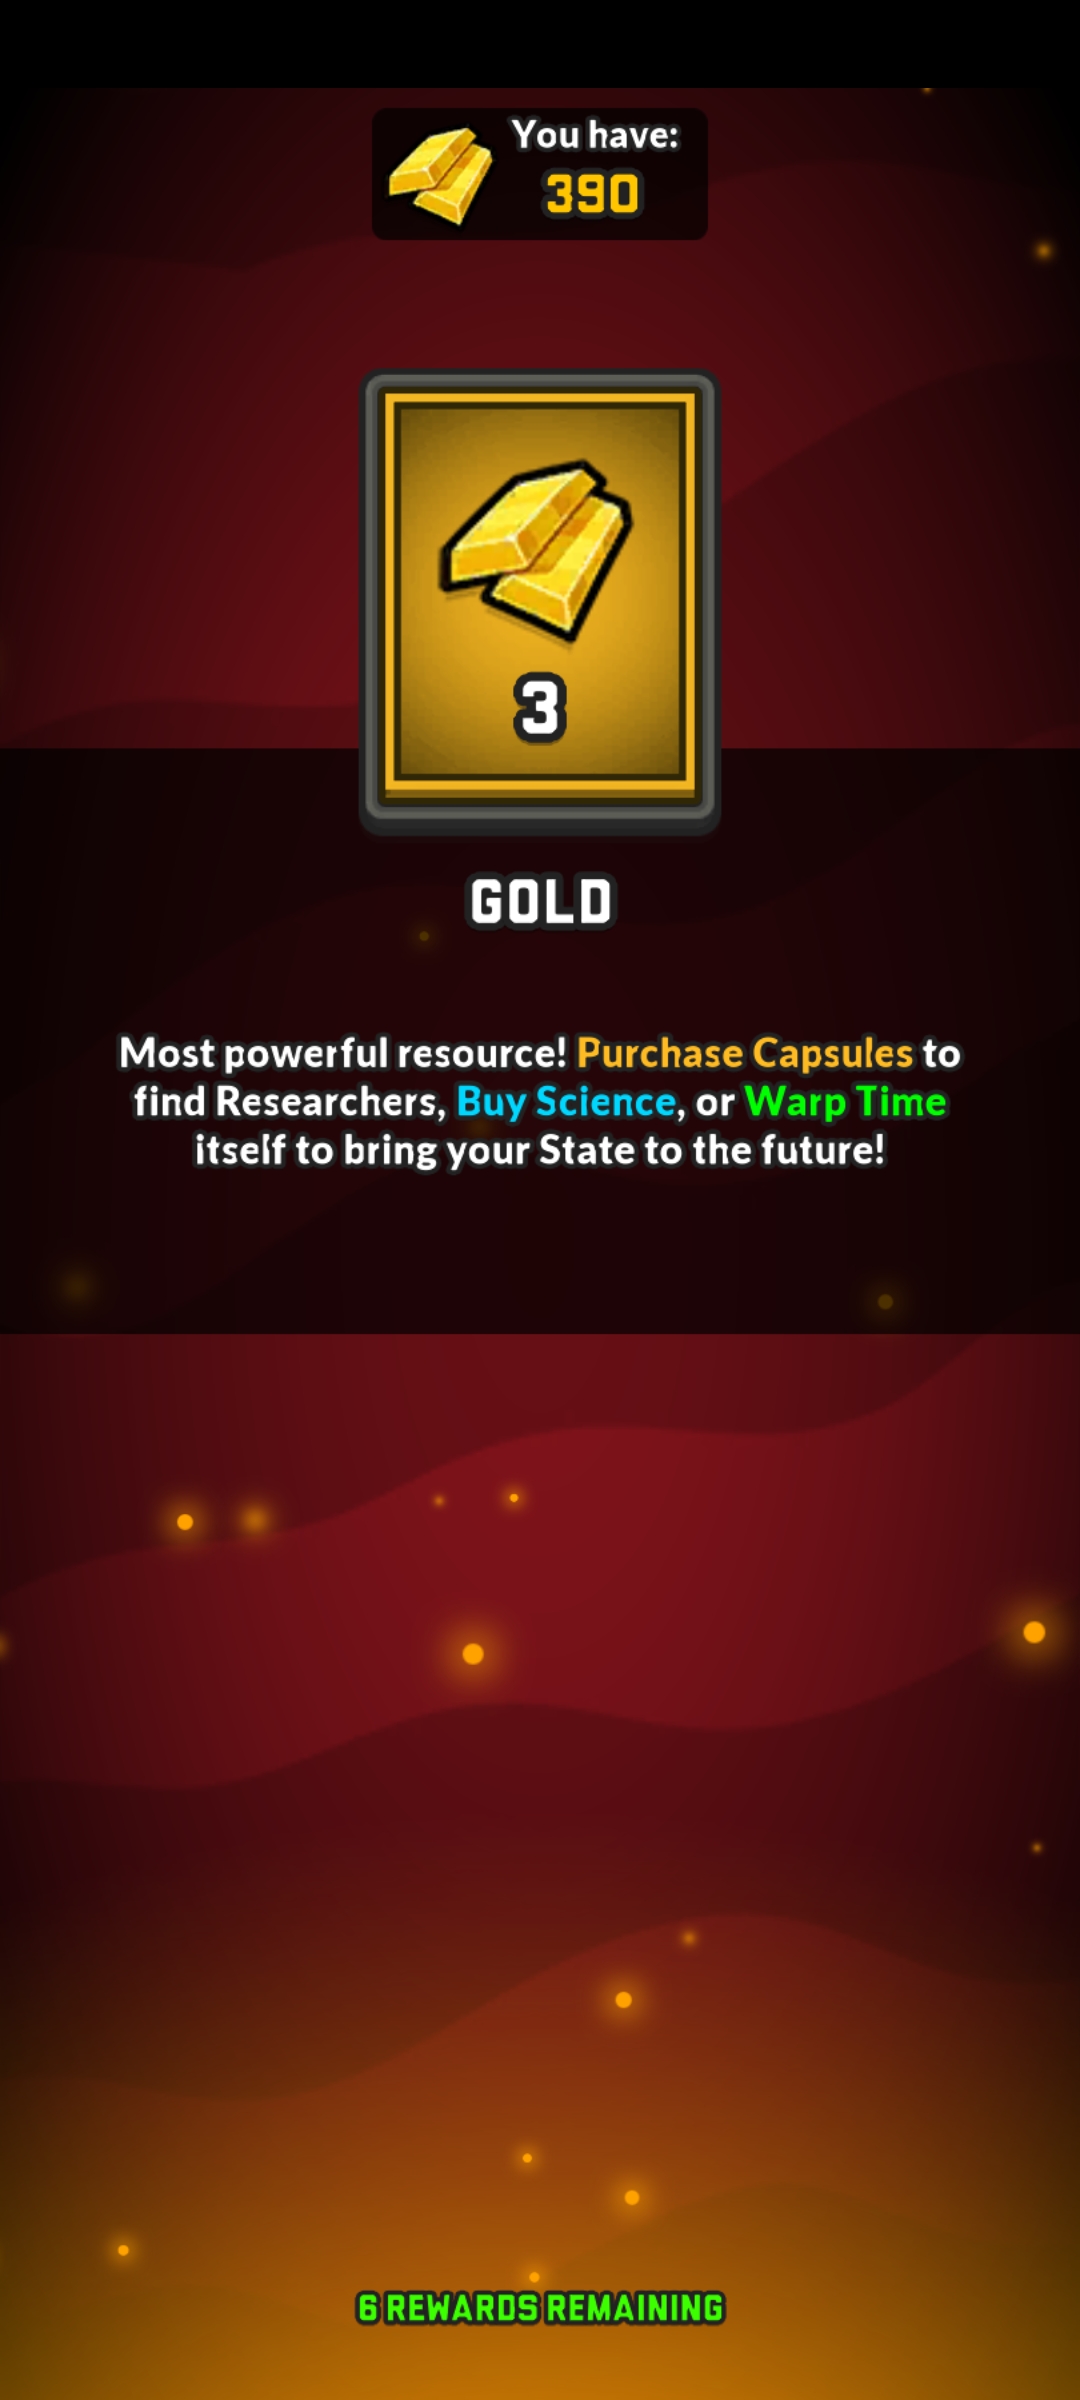 You have:
390
3
GOLD
Most powerful resource! Purchase Capsules to
find Researchers, Buy Science, or Warp Time
itself to bring your State to the future!
6 REWARDS REMAINING